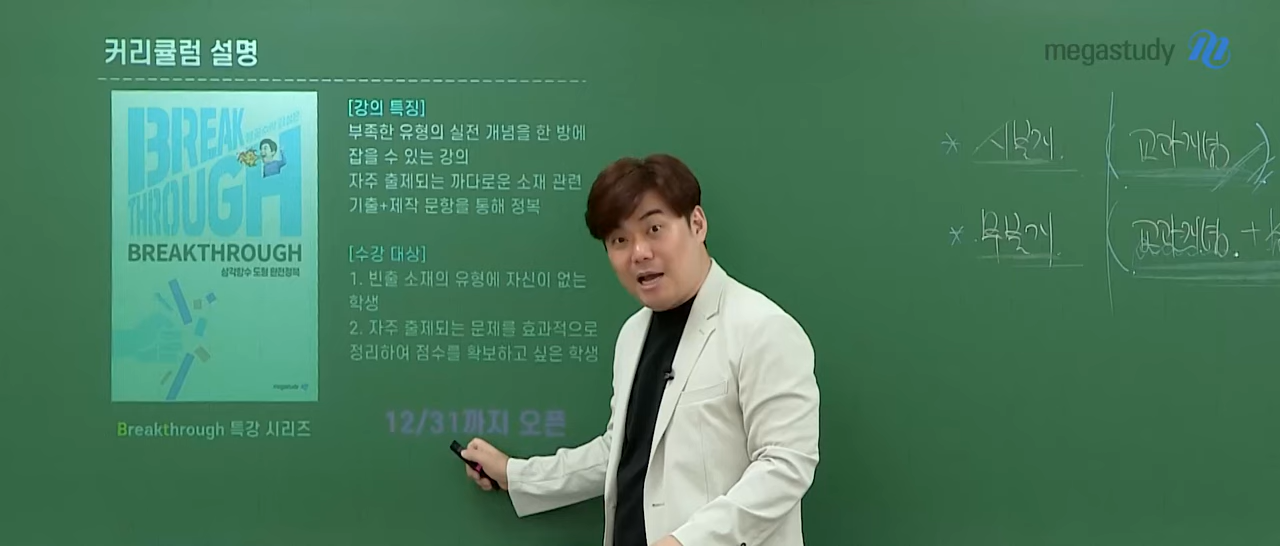 커리큘럼 설명
megastudy
BREAK
THROUGH
BREAKTHROUGH
삼각함수 도형 완전정복
megastudy
Breakthrough 특강 시리즈
[강의 특징]
부족한 유형의 실전 개념을 한 방에
잡을 수 있는 강의
자주 출제되는 까다로운 소재 관련
기출+제작 문항을 통해 정복
[수강 대상]
1. 빈출 소재의 유형에 자신이 없는
학생
2. 자주 출제되는 문제를 효과적으로
정리하여 점수를 확보하고 싶은 학생
12/31까지 오픈
* 시발개 ( 교과개념 )
* 무불개 ( 교과개념 +